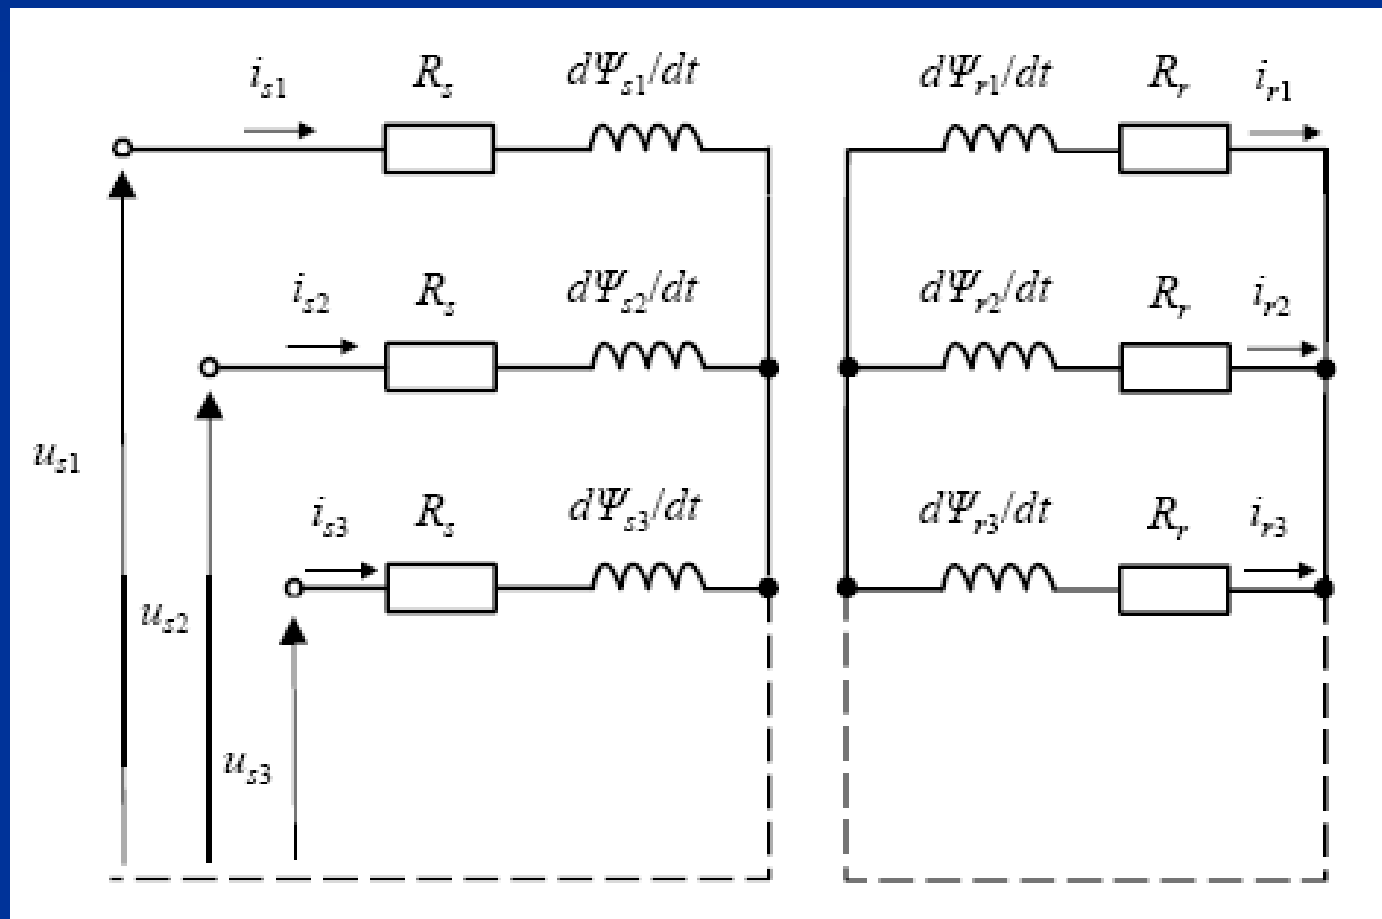 i_s1 R_s dΨ_s1/dt dΨ_r1/dt R_r i_r1
i_s2 R_s dΨ_s2/dt dΨ_r2/dt R_r i_r2
u_s1
i_s3 R_s dΨ_s3/dt dΨ_r3/dt R_r i_r3
u_s2
u_s3